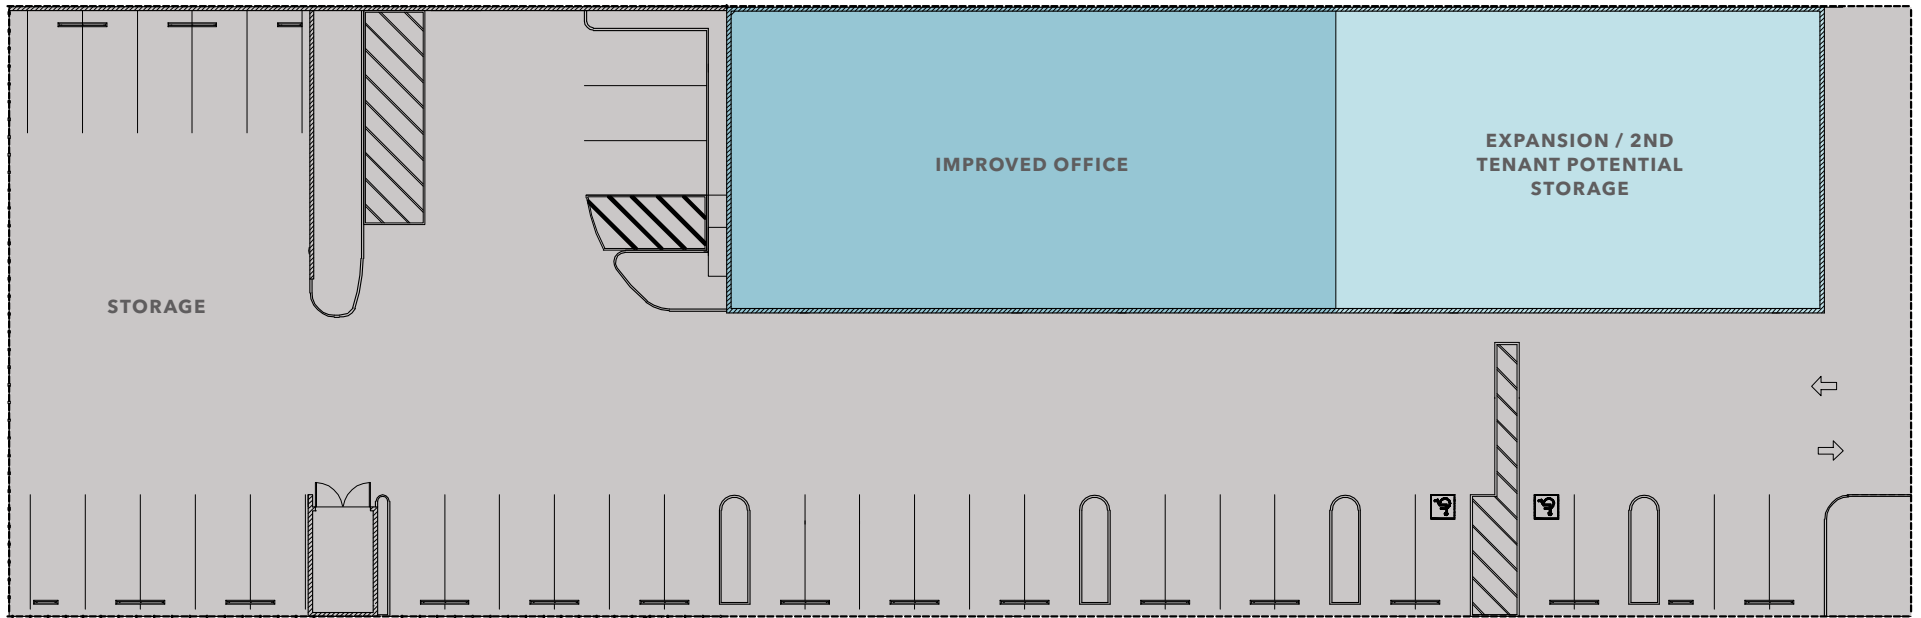 IMPROVED OFFICE
EXPANSION / 2ND
TENANT POTENTIAL
STORAGE
STORAGE